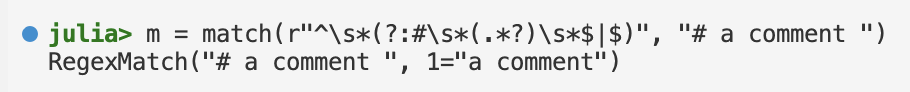 julia> m = match(r"^\s*(?:#\s*(.*?)\s*$|$)", "# a comment ")
RegexMatch("# a comment ", 1="a comment")